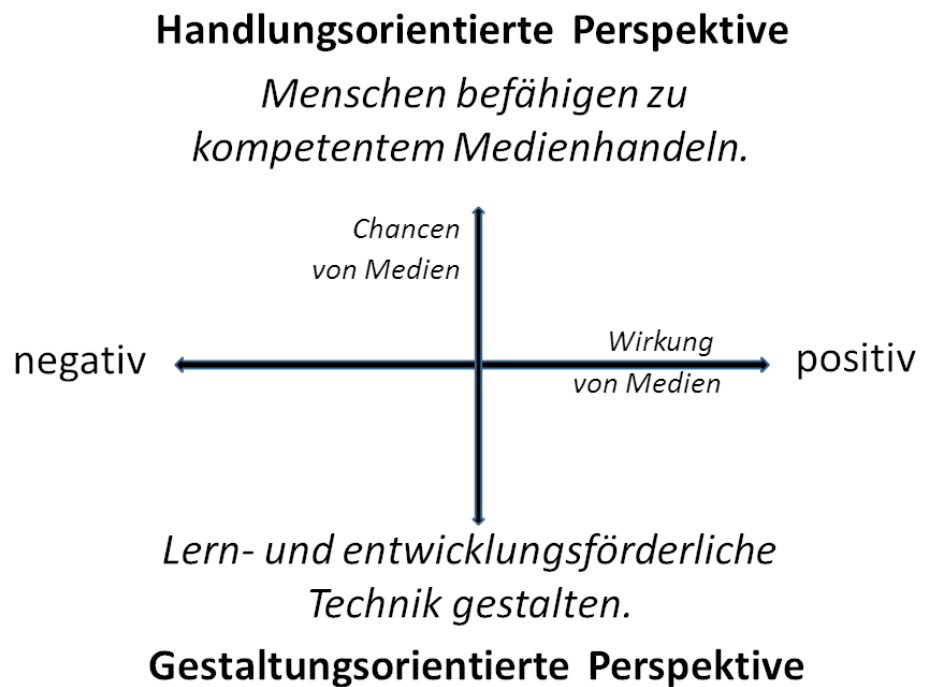 Handlungsorientierte Perspektive
Menschen befähigen zu
kompetentem Medienhandeln.
Chancen
von Medien
negativ
Wirkung
von Medien
positiv
Lern- und entwicklungsförderliche
Technik gestalten.
Gestaltungsorientierte Perspektive